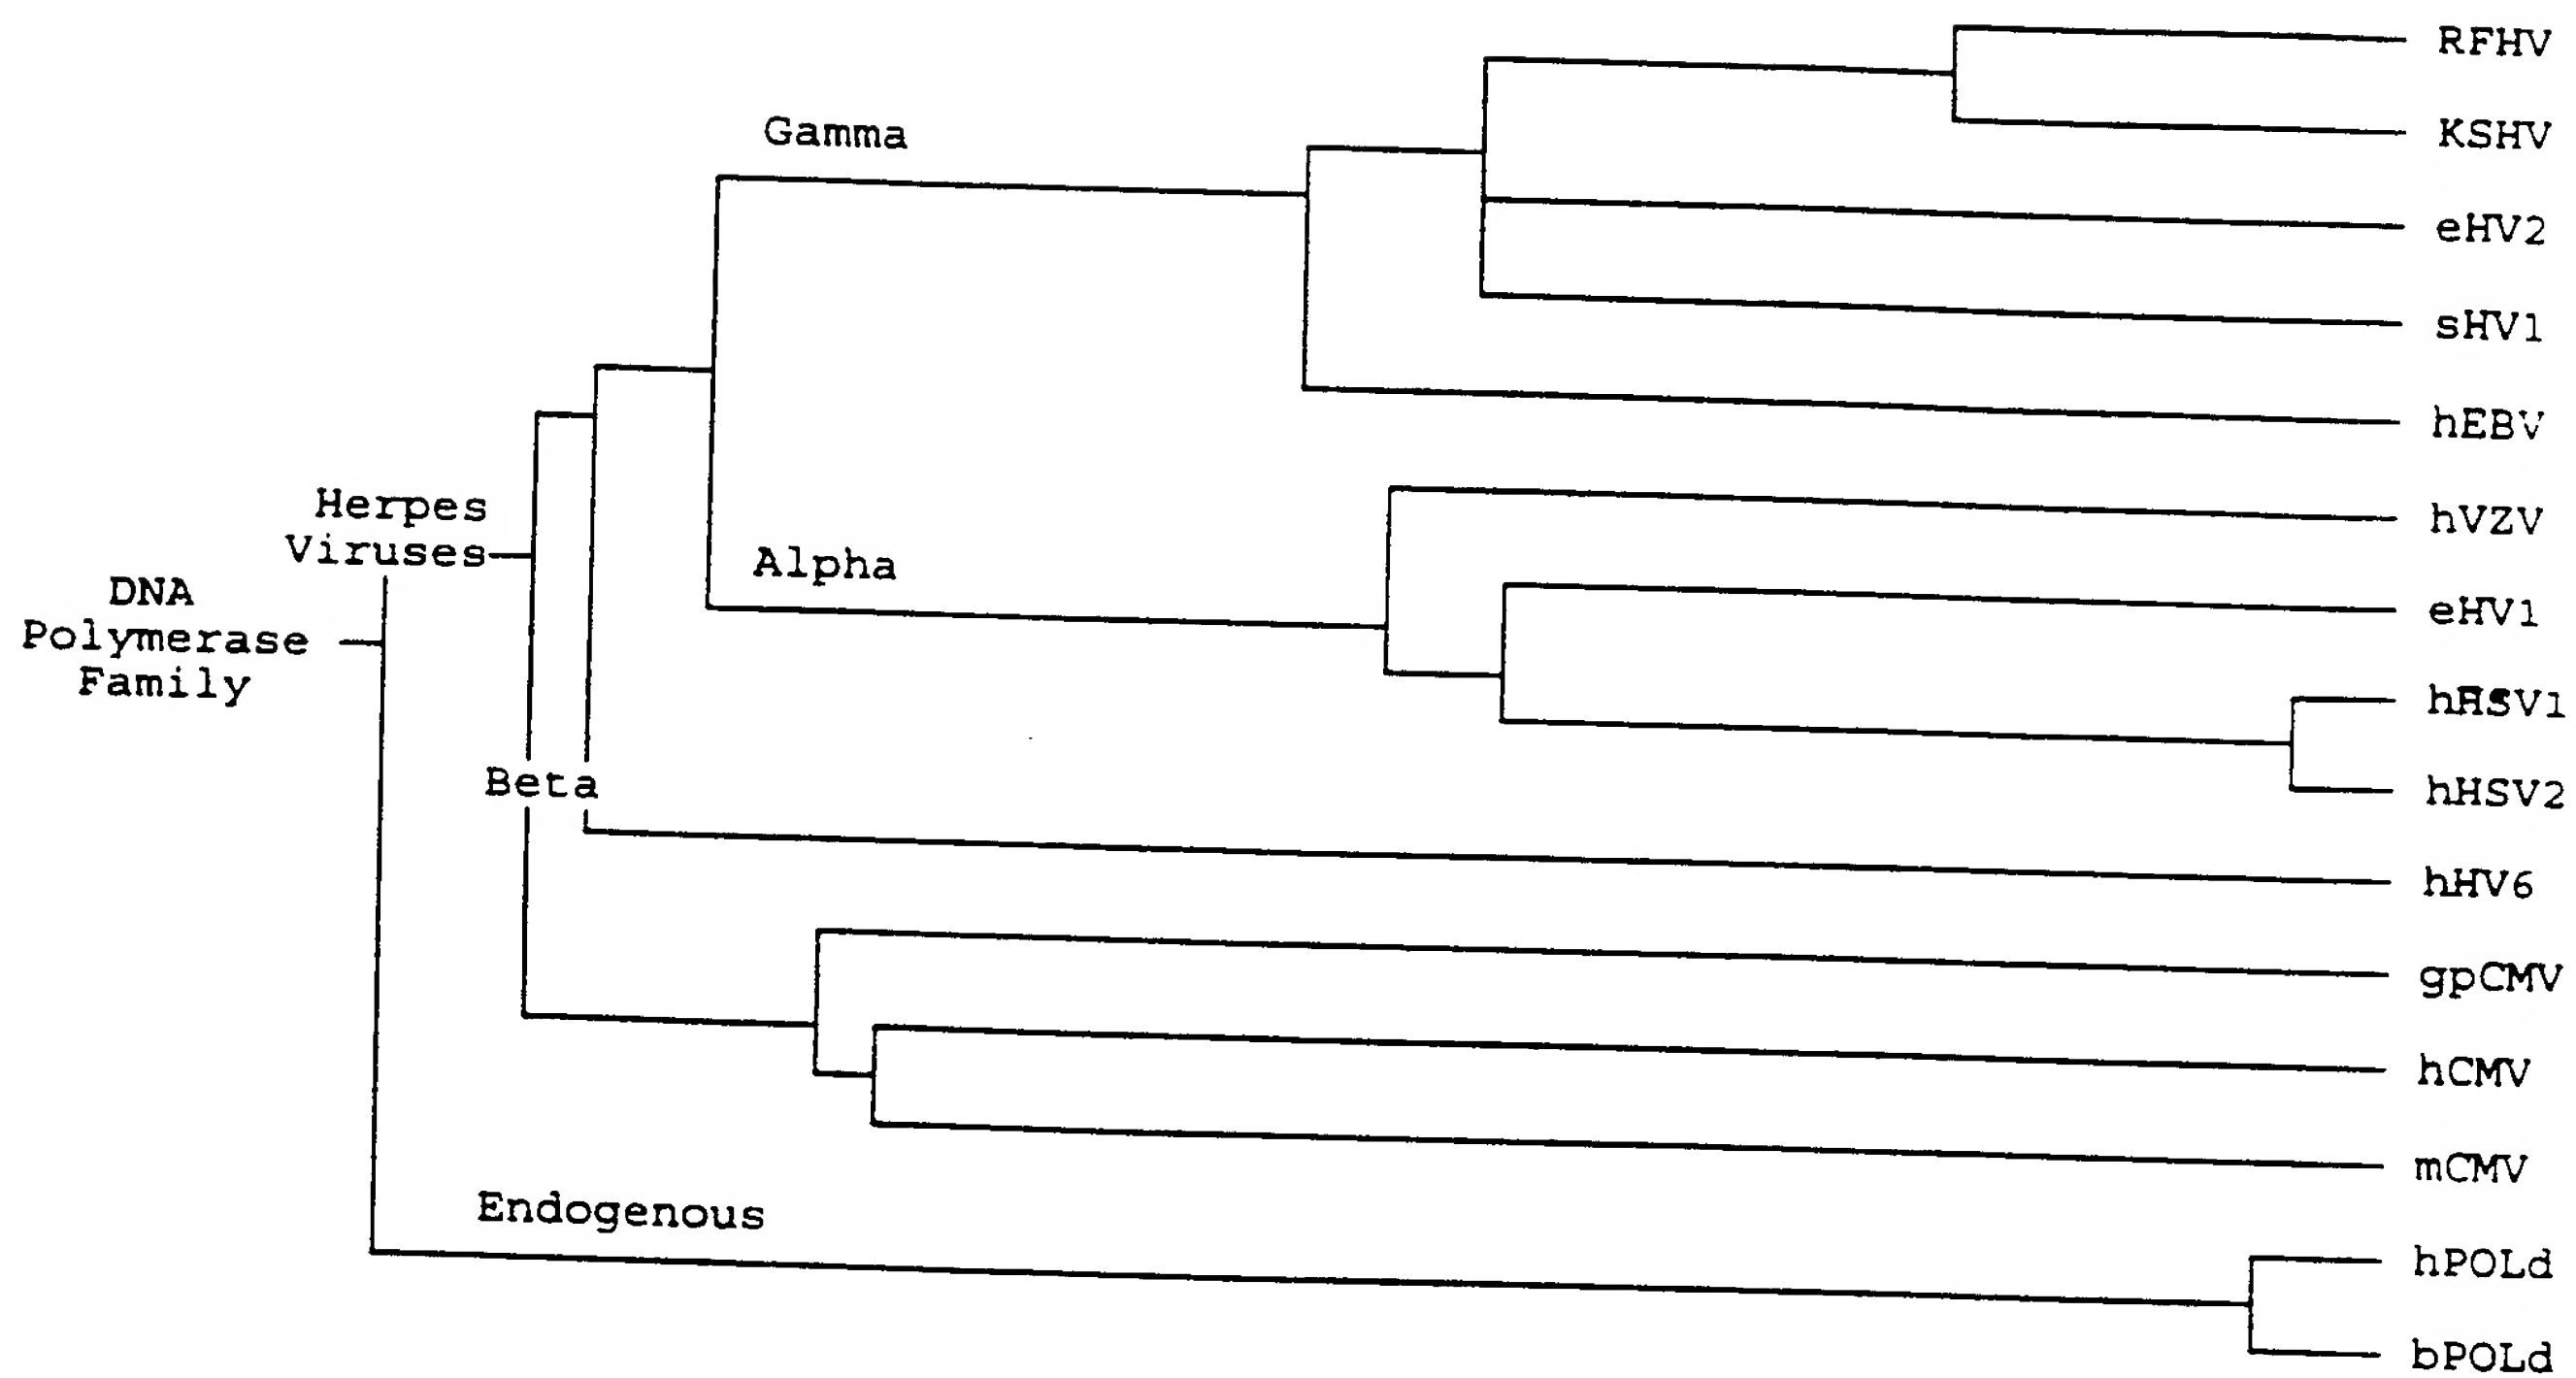 RFHV
Gamma
KSHV
eHV2
sHV1
hEBV
Herpes
Viruses
hVZV
Alpha
DNA
Polymerase
Family
eHV1
hHSV1
Beta
hHSV2
hHV6
gpCMV
hCMV
mCMV
Endogenous
hPOLd
bPOLd